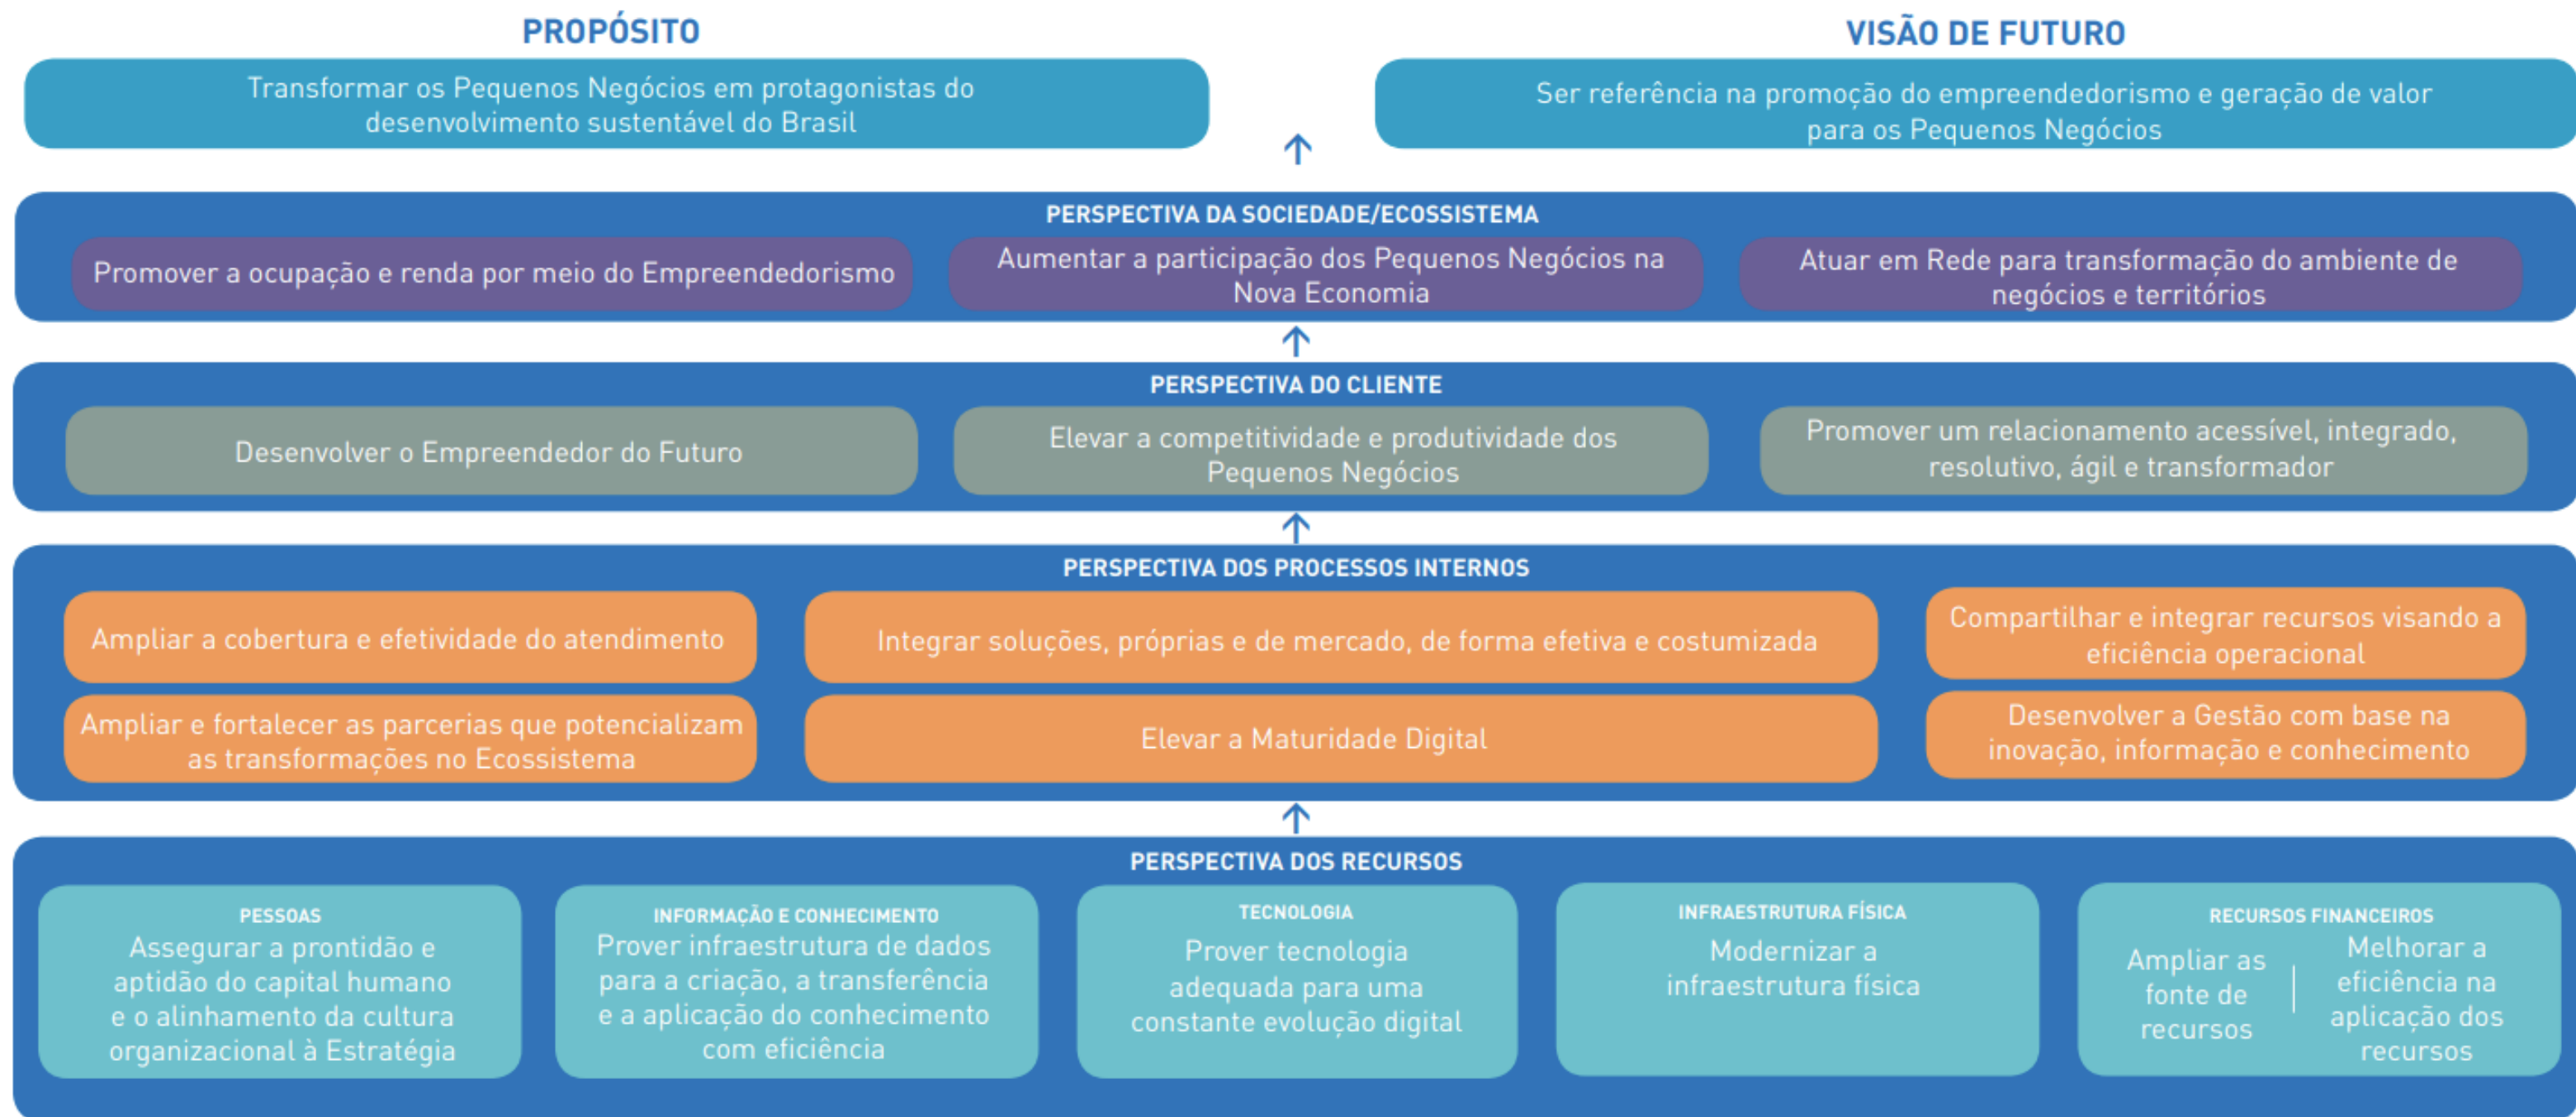 PROPÓSITO
Transformar os Pequenos Negócios em protagonistas do
desenvolvimento sustentável do Brasil
VISÃO DE FUTURO
Ser referência na promoção do empreendedorismo e geração de valor
para os Pequenos Negócios
PERSPECTIVA DA SOCIEDADE/ECOSSISTEMA
Promover a ocupação e renda por meio do Empreendedorismo
Aumentar a participação dos Pequenos Negócios na
Nova Economia
Atuar em Rede para transformação do ambiente de
negócios e territórios
PERSPECTIVA DO CLIENTE
Desenvolver o Empreendedor do Futuro
Elevar a competitividade e produtividade dos
Pequenos Negócios
Promover um relacionamento acessível, integrado,
resolutivo, ágil e transformador
PERSPECTIVA DOS PROCESSOS INTERNOS
Ampliar a cobertura e efetividade do atendimento
Integrar soluções, próprias e de mercado, de forma efetiva e costumizada
Compartilhar e integrar recursos visando a
eficiência operacional
Ampliar e fortalecer as parcerias que potencializam
as transformações no Ecossistema
Elevar a Maturidade Digital
Desenvolver a Gestão com base na
inovação, informação e conhecimento
PERSPECTIVA DOS RECURSOS
PESSOAS
Assegurar a prontidão e
aptidão do capital humano
e o alinhamento da cultura
organizacional à Estratégia
INFORMAÇÃO E CONHECIMENTO
Prover infraestrutura de dados
para a criação, a transferência
e a aplicação do conhecimento
com eficiência
TECNOLOGIA
Prover tecnologia
adequada para uma
constante evolução digital
INFRAESTRUTURA FÍSICA
Modernizar a
infraestrutura física
RECURSOS FINANCEIROS
Ampliar as
fonte de
recursos
Melhorar a
eficiência na
aplicação dos
recursos